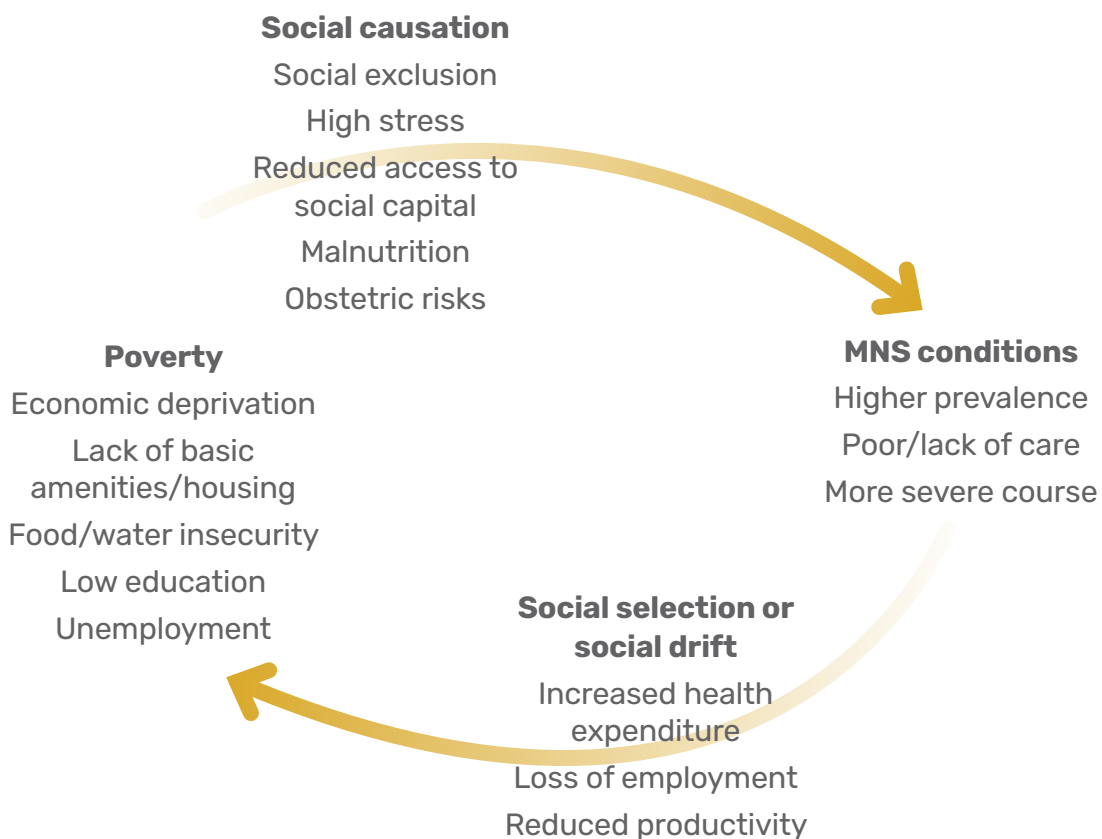 Social causation
Social exclusion
High stress
Reduced access to
social capital
Malnutrition
Obstetric risks
Poverty
Economic deprivation
Lack of basic
amenities/housing
Food/water insecurity
Low education
Unemployment
MNS conditions
Higher prevalence
Poor/lack of care
More severe course
Social selection or
social drift
Increased health
expenditure
Loss of employment
Reduced productivity